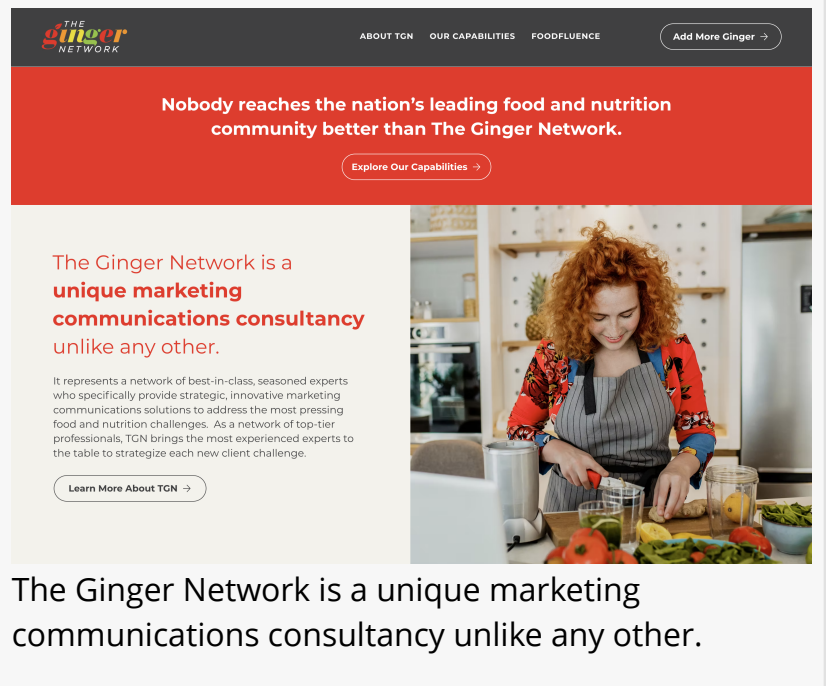 THE
ginger
NETWORK
ABOUT TGN
OUR CAPABILITIES
FOODFLUENCE
Add More Ginger →
Nobody reaches the nation’s leading food and nutrition
community better than The Ginger Network.
Explore Our Capabilities →
The Ginger Network is a
unique marketing
communications consultancy
unlike any other.
It represents a network of best-in-class, seasoned experts
who specifically provide strategic, innovative marketing
communications solutions to address the most pressing
food and nutrition challenges.  As a network of top-tier
professionals, TGN brings the most experienced experts to
the table to strategize each new client challenge.
Learn More About TGN →
The Ginger Network is a unique marketing
communications consultancy unlike any other.